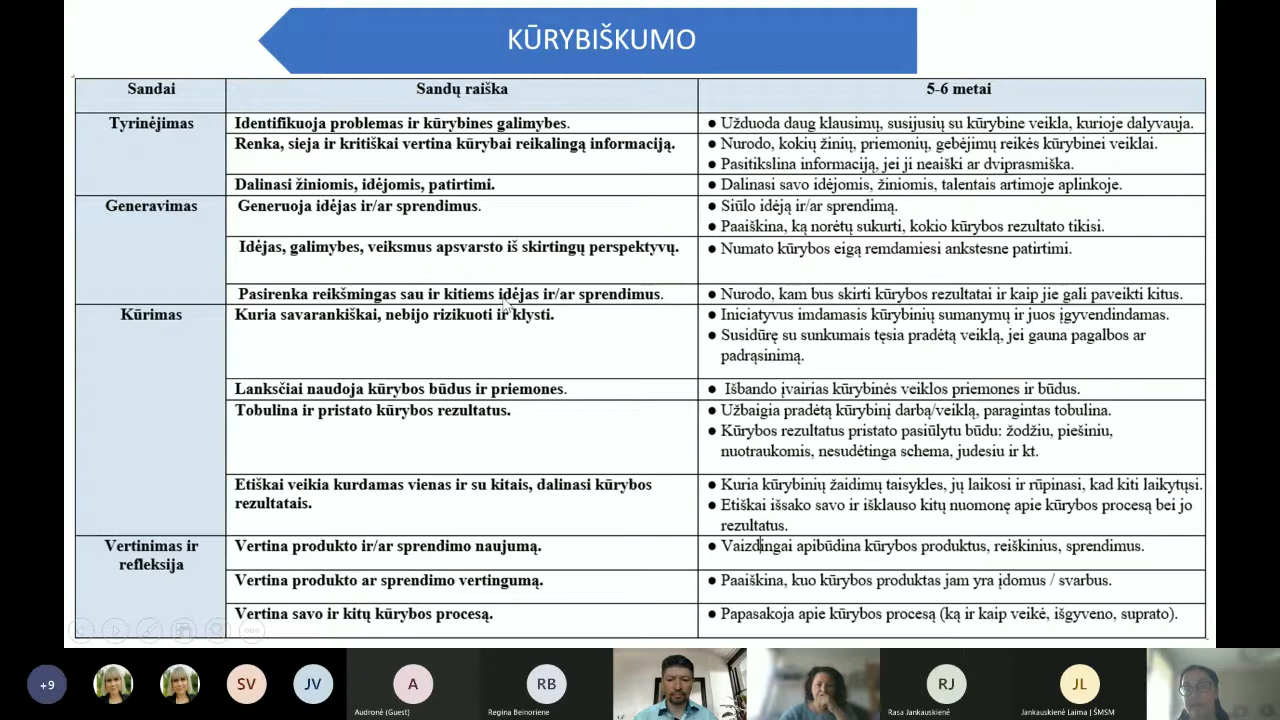 KŪRYBIŠKUMO
Sandai
Sandų raiška
5-6 metai
Tyrinėjimas
Identifikuoja problemas ir kūrybines galimybes.
● Užduoda daug klausimų, susijusių su kūrybine veikla, kurioje dalyvauja.
Renka, sieja ir kritiškai vertina kūrybai reikalingą informaciją.
● Nurodo, kokių žinių, priemonių, gebėjimų reikės kūrybinei veiklai.
● Pasitikslina informaciją, jei ji neaiški ar dviprasmiška.
Dalinasi žiniomis, idėjomis, patirtimi.
● Dalinasi savo idėjomis, žiniomis, talentais artimoje aplinkoje.
Generavimas
Generuoja idėjas ir/ar sprendimus.
● Siūlo idėją ir/ar sprendimą.
● Paaiškina, ką norėtų sukurti, kokio kūrybos rezultato tikisi.
Idėjas, galimybes, veiksmus apsvarsto iš skirtingų perspektyvų.
● Numato kūrybos eigą remdamiesi ankstesne patirtimi.
Pasirenka reikšmingas sau ir kitiems idėjas ir/ar sprendimus.
● Nurodo, kam bus skirti kūrybos rezultatai ir kaip jie gali paveikti kitus.
Kūrimas
Kuria savarankiškai, nebijo rizikuoti ir klysti.
● Iniciatyvus imdamasis kūrybinių sumanymų ir juos įgyvendindamas.
● Susidūrę su sunkumais tęsia pradėtą veiklą, jei gauna pagalbos ar
padrąsinimą.
Lanksčiai naudoja kūrybos būdus ir priemones.
● Išbando įvairias kūrybinės veiklos priemones ir būdus.
Tobulina ir pristato kūrybos rezultatus.
● Užbaigia pradėtą kūrybinį darbą/veiklą, paragintas tobulina.
● Kūrybos rezultatus pristato pasiūlytu būdu: žodžiu, piešiniu,
nuotraukomis, nesudėtinga schema, judesiu ir kt.
Etiškai veikia kurdamas vienas ir su kitais, dalinasi kūrybos
rezultatais.
● Kuria kūrybinių žaidimų taisykles, jų laikosi ir rūpinasi, kad kiti laikytųsi.
● Etiškai išsako savo ir išklauso kitų nuomonę apie kūrybos procesą bei jo
rezultatus.
Vertinimas ir
refleksija
Vertina produkto ir/ar sprendimo naujumą.
● Vaizdingai apibūdina kūrybos produktus, reiškinius, sprendimus.
Vertina produkto ar sprendimo vertingumą.
● Paaiškina, kuo kūrybos produktas jam yra įdomus / svarbus.
Vertina savo ir kitų kūrybos procesą.
● Papasakoja apie kūrybos procesą (ką ir kaip veikė, išgyveno, suprato).
+9
SV
JV
A
RB
RJ
JL
Audronė (Guest)
Regina Beinorienė
Rasa Jankauskienė
Jankauskienė Laima | ŠMSM